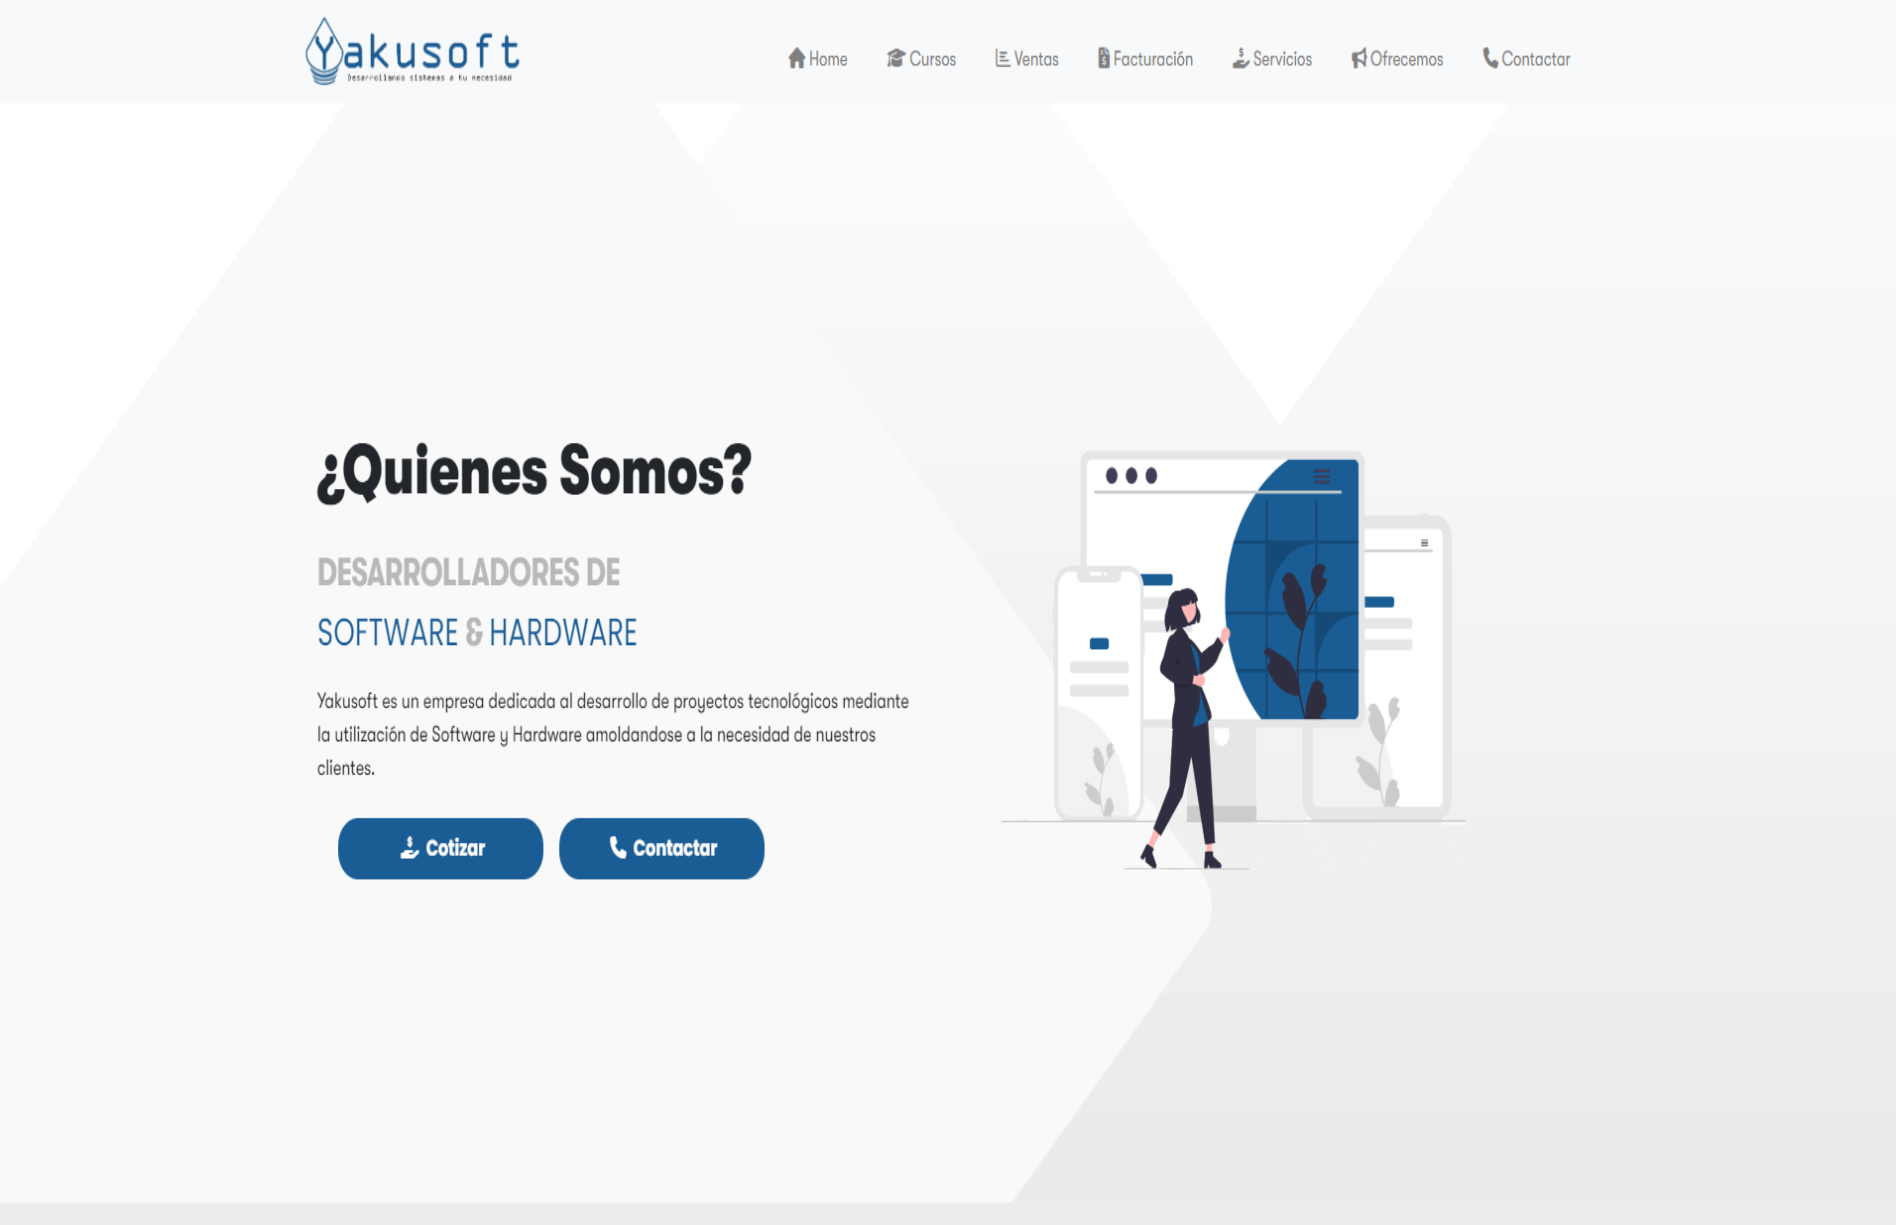 Yakusoft
Desarrollamos sistemas a tu necesidad
Home Cursos Ventas Facturación Servicios Ofrecemos Contactar
¿Quienes Somos?
DESARROLLADORES DE
SOFTWARE & HARDWARE
Yakusoft es un empresa dedicada al desarrollo de proyectos tecnológicos mediante
la utilización de Software y Hardware amoldandose a la necesidad de nuestros
clientes.
Cotizar Contactar